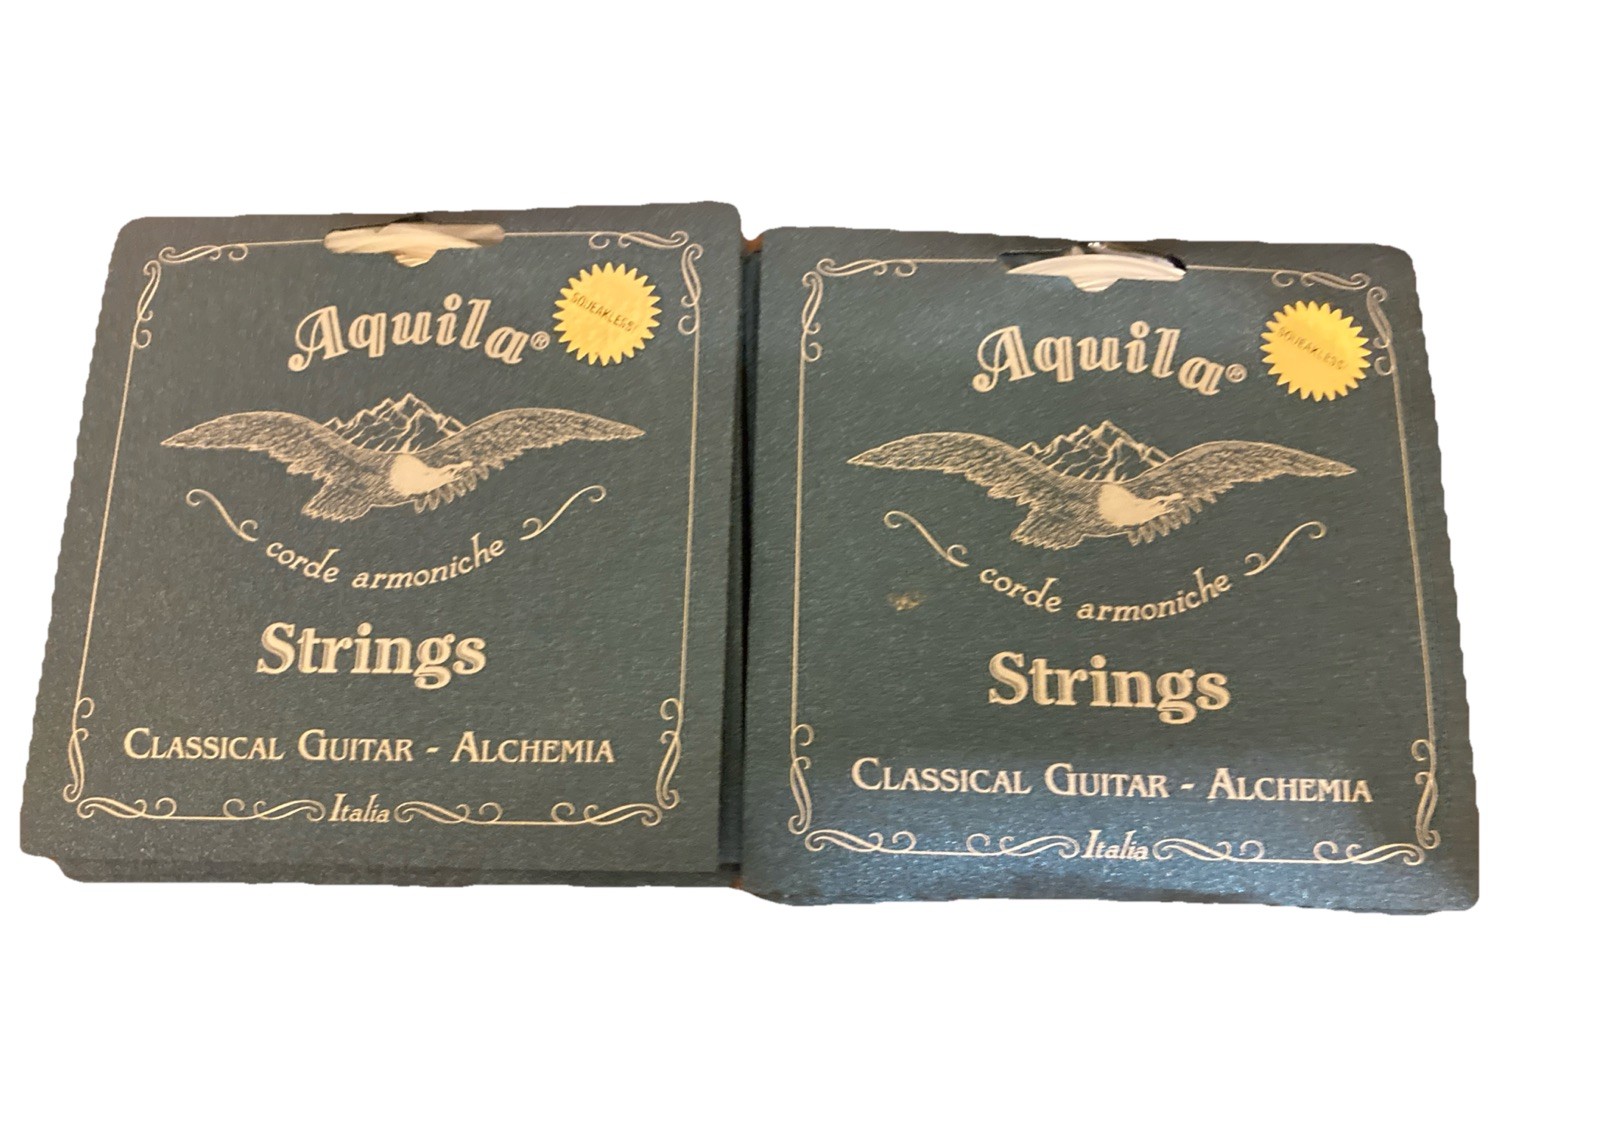 Aquila®
SQUEAKLESS!
corde armoniche
Strings
CLASSICAL GUITAR - ALCHEMIA
Italia
Aquila®
SQUEAKLESS!
corde armoniche
Strings
CLASSICAL GUITAR - ALCHEMIA
Italia